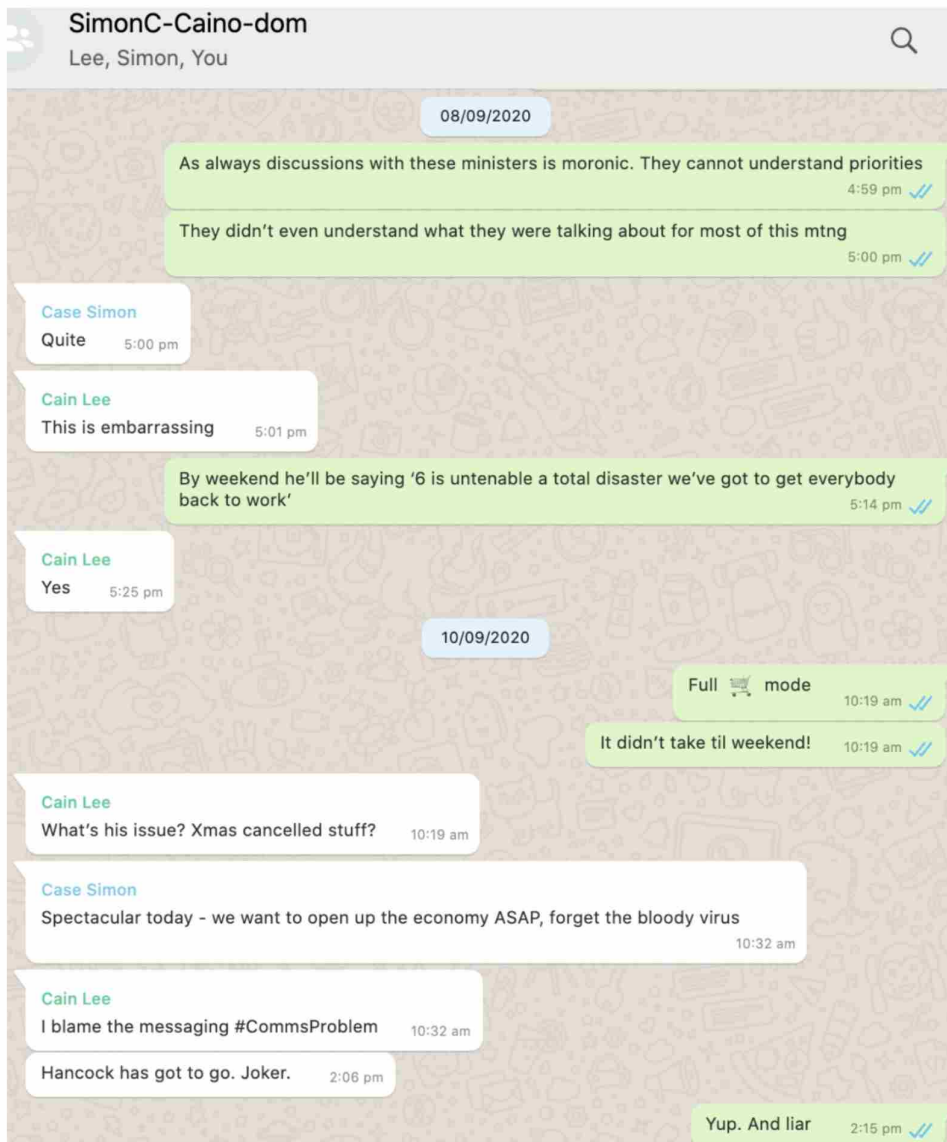 SimonC-Caino-dom
Lee, Simon, You
08/09/2020
As always discussions with these ministers is moronic. They cannot understand priorities
4:59 pm
They didn't even understand what they were talking about for most of this mtng
5:00 pm
Case Simon
Quite 5:00 pm
Cain Lee
This is embarrassing 5:01 pm
By weekend he'll be saying ‘6 is untenable a total disaster we've got to get everybody
back to work’ 5:14 pm
Cain Lee
Yes 5:25 pm
10/09/2020
Full 🛒 mode 10:19 am
It didn't take til weekend! 10:19 am
Cain Lee
What's his issue? Xmas cancelled stuff? 10:19 am
Case Simon
Spectacular today - we want to open up the economy ASAP, forget the bloody virus
10:32 am
Cain Lee
I blame the messaging #CommsProblem 10:32 am
Hancock has got to go. Joker. 2:06 pm
Yup. And liar 2:15 pm